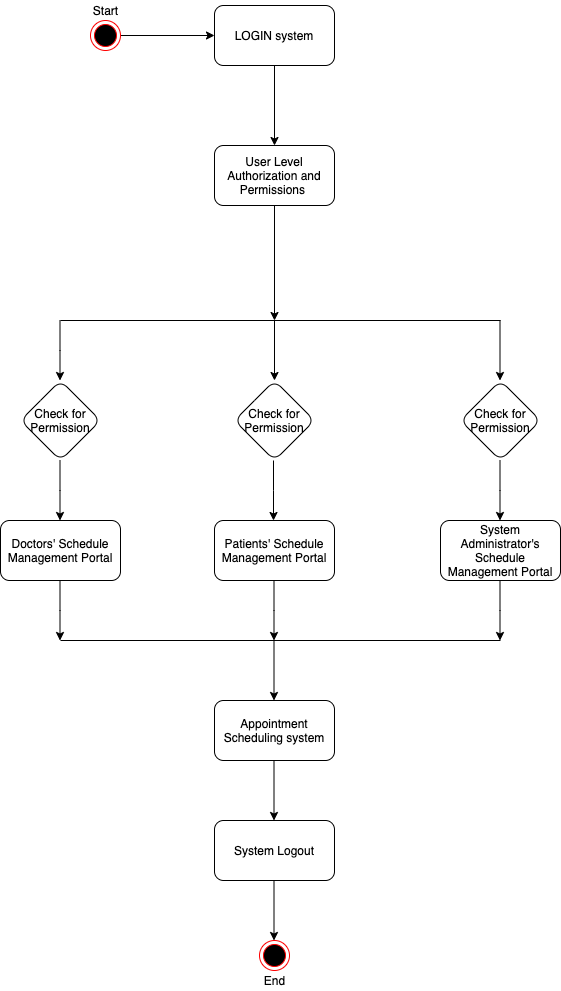 Start
LOGIN system
User Level
Authorization and
Permissions
Check for
Permission
Check for
Permission
Check for
Permission
Doctors' Schedule
Management Portal
Patients' Schedule
Management Portal
System
Administrator's
Schedule
Management Portal
Appointment
Scheduling system
System Logout
End